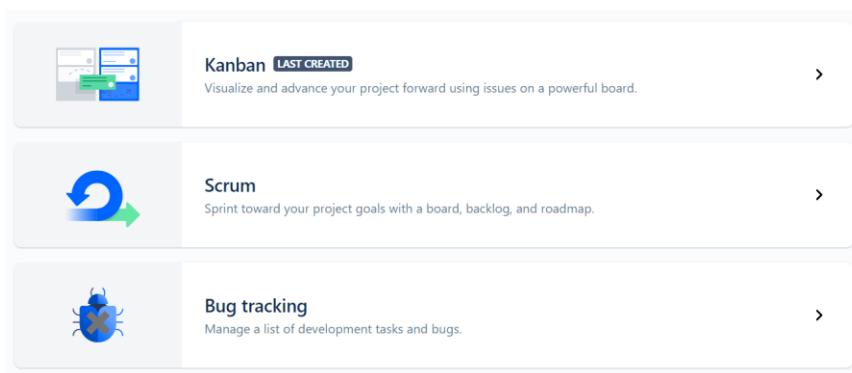 Kanban LAST CREATED
Visualize and advance your project forward using issues on a powerful board.
Scrum
Sprint toward your project goals with a board, backlog, and roadmap.
Bug tracking
Manage a list of development tasks and bugs.